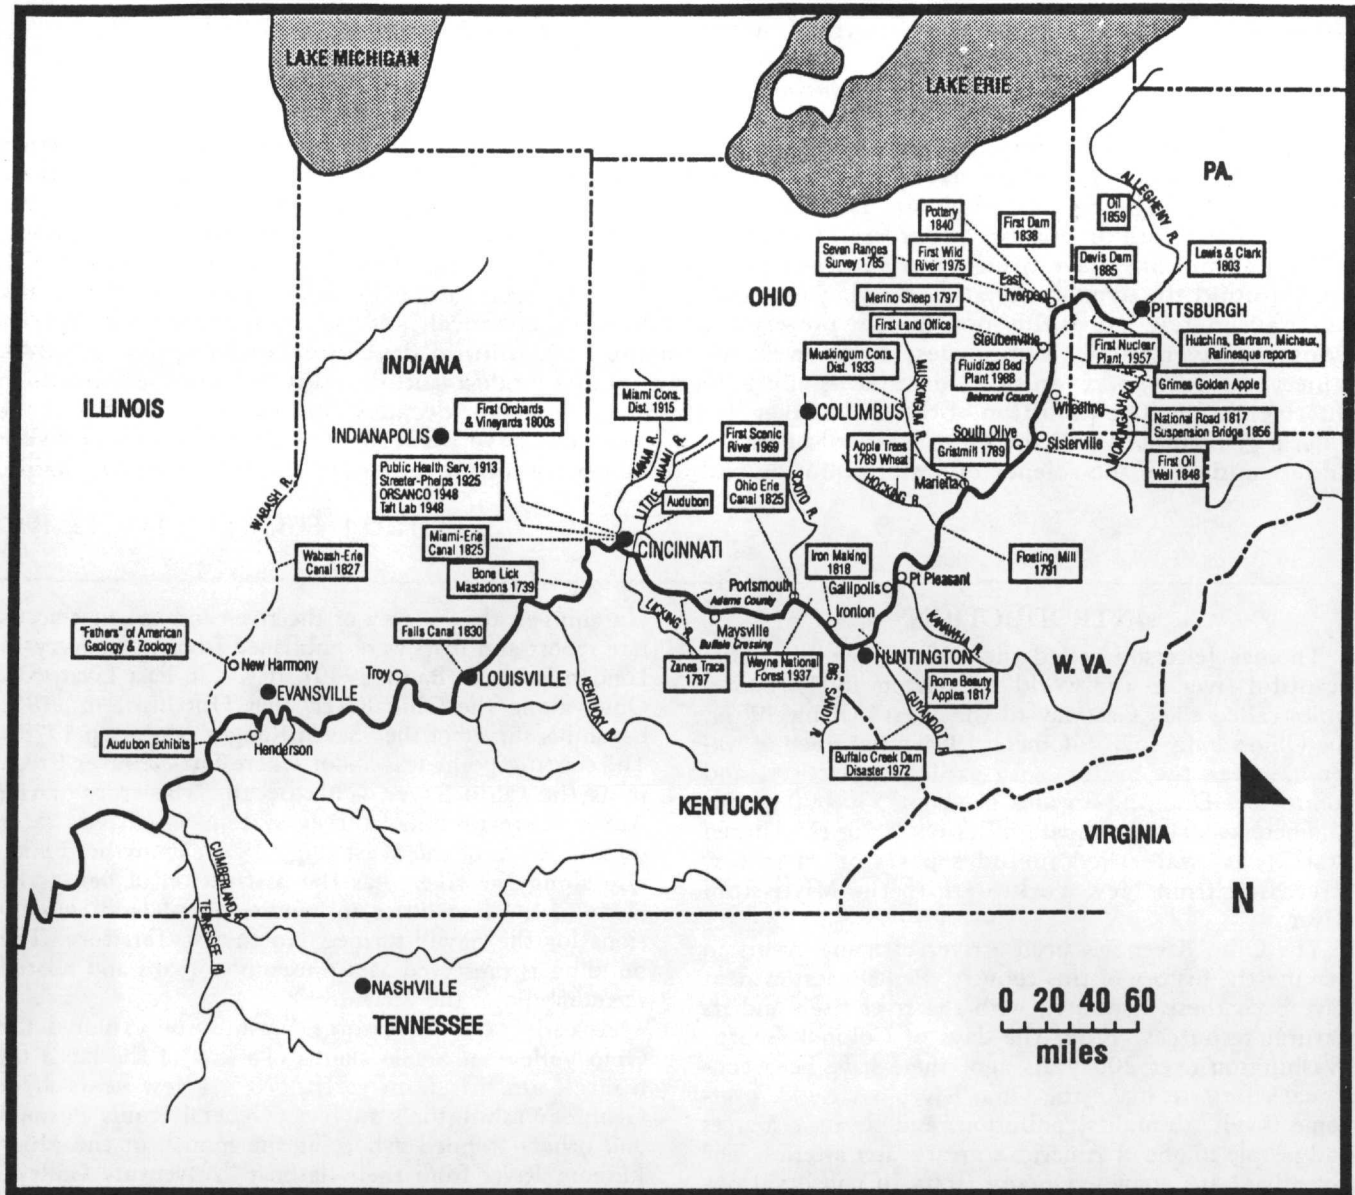 LAKE MICHIGAN
LAKE ERIE
PA.
ALLEGHENY R.
Oil
1859
Pottery
1840
First Dam
1838
Seven Ranges
Survey 1785
First Wild
River 1975
Davis Dam
1885
Lewis & Clark
1803
East
Liverpool
OHIO
Merino Sheep 1797
PITTSBURGH
First Land Office
Steubenville
First Nuclear
Plant, 1957
Hutchins, Bartram, Michaux,
Rafinesque reports
Muskingum Cons.
Dist. 1933
Fluidized Bed
Plant 1988
Belmont County
Grimes Golden Apple
MONONGAHELA R.
INDIANA
ILLINOIS
Miami Cons.
Dist. 1915
MUSKINGUM R.
COLUMBUS
Wheeling
National Road 1817
Suspension Bridge 1856
First Orchards
& Vineyards 1800s
INDIANAPOLIS
First Scenic
River 1969
Apple Trees
1789 Wheat
South Olive
Gristmill 1789
Sisterville
First Oil
Well 1848
MIAMI R.
LITTLE MIAMI R.
Public Health Serv. 1913
Streeter-Phelps 1925
ORSANCO 1948
Taft Lab 1948
Ohio Erie
Canal 1825
SCIOTO R.
HOCKING R.
Marietta
WABASH R.
Audubon
Miami-Erie
Canal 1825
CINCINNATI
Wabash-Erie
Canal 1827
Bone Lick
Mastadons 1739
Iron Making
1818
Floating Mill
1791
Portsmouth
Adams County
Gallipolis
Pt Pleasant
LICKING R.
Ironton
KANAWHA R.
Falls Canal 1830
Maysville
Buffalo Crossing
"Fathers" of American
Geology & Zoology
New Harmony
Zanes Trace
1797
Wayne National
Forest 1937
HUNTINGTON
W. VA.
Troy
LOUISVILLE
EVANSVILLE
KENTUCKY R.
BIG SANDY R.
Rome Beauty
Apples 1817
GUYANDOT R.
Audubon Exhibits
Henderson
Buffalo Creek Dam
Disaster 1972
KENTUCKY
VIRGINIA
CUMBERLAND R.
TENNESSEE R.
N
NASHVILLE
TENNESSEE
0 20 40 60
miles